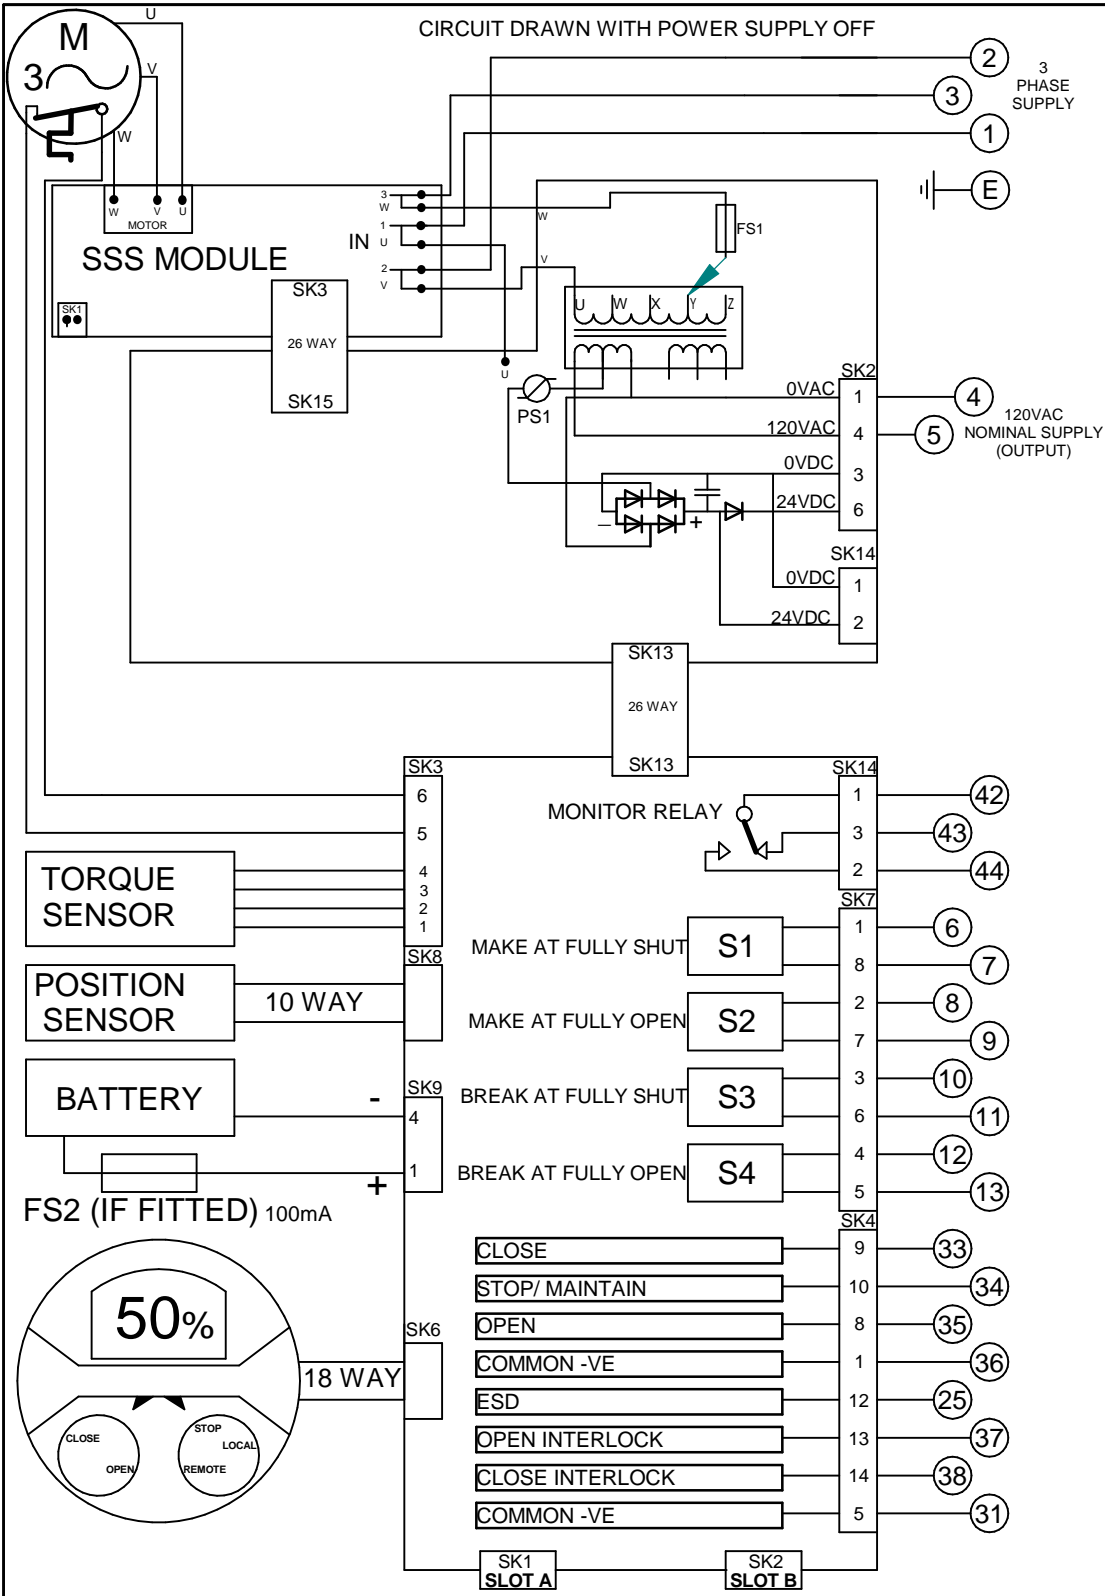 CIRCUIT DRAWN WITH POWER SUPPLY OFF
U
M
3
V
W
2
3
PHASE
SUPPLY
3
1
E
W V U
MOTOR
SSS MODULE
IN
3
W
1
U
2
V
W
V
U
FS1
SK1
SK3
26 WAY
SK15
U W X Y Z
PS1
SK2
0VAC 1 4
120VAC 4 5
120VAC
NOMINAL SUPPLY
(OUTPUT)
0VDC 3
24VDC 6
− +
SK14
0VDC 1
24VDC 2
SK13
26 WAY
SK13
SK3
6
5
4
3
2
1
TORQUE
SENSOR
SK8
POSITION
SENSOR
10 WAY
BATTERY
-
SK9
4
1
+
FS2 (IF FITTED) 100mA
MONITOR RELAY
SK14
1 42
3 43
2 44
SK7
MAKE AT FULLY SHUT S1
1 6
8 7
MAKE AT FULLY OPEN S2
2 8
7 9
BREAK AT FULLY SHUT S3
3 10
6 11
BREAK AT FULLY OPEN S4
4 12
5 13
SK4
CLOSE 9 33
STOP/ MAINTAIN 10 34
OPEN 8 35
COMMON -VE 1 36
ESD 12 25
OPEN INTERLOCK 13 37
CLOSE INTERLOCK 14 38
COMMON -VE 5 31
50%
SK6
18 WAY
CLOSE
OPEN
STOP
LOCAL
REMOTE
SK1
SLOT A
SK2
SLOT B